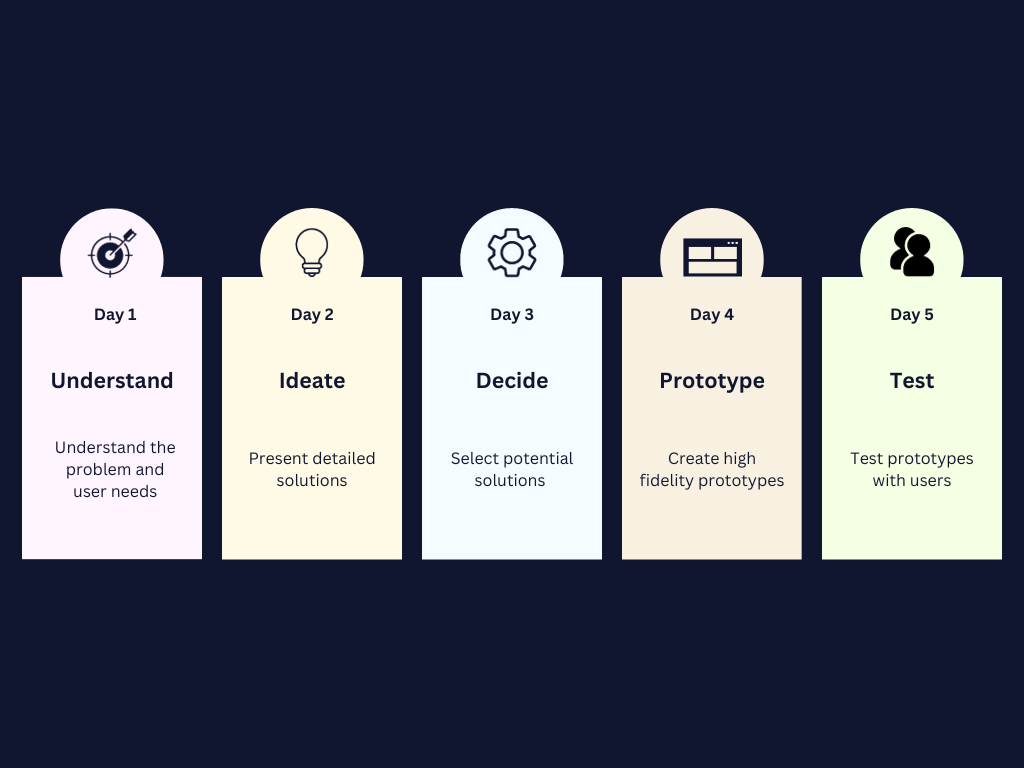 Day 1
Understand
Understand the
problem and
user needs
Day 2
Ideate
Present detailed
solutions
Day 3
Decide
Select potential
solutions
Day 4
Prototype
Create high
fidelity prototypes
Day 5
Test
Test prototypes
with users